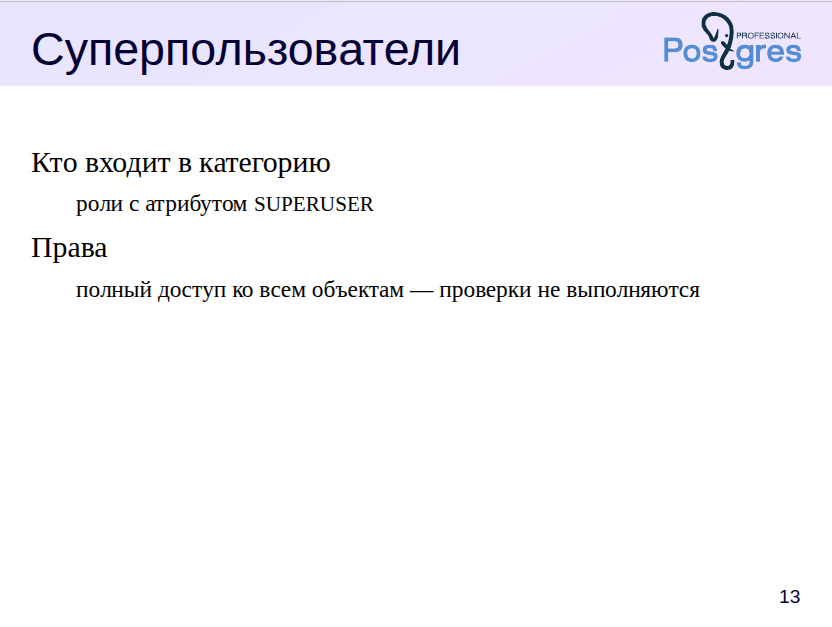 Суперпользователи
PROFESSIONAL
Postgres
Кто входит в категорию
роли с атрибутом SUPERUSER
Права
полный доступ ко всем объектам — проверки не выполняются
13